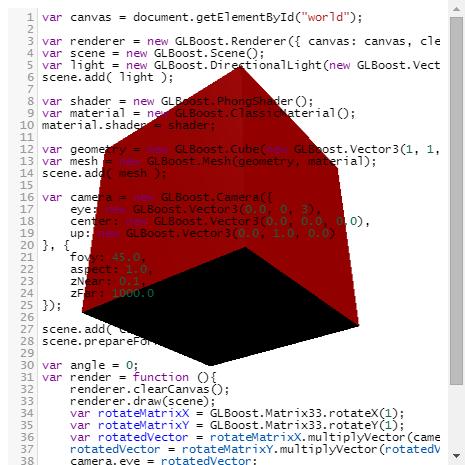 1 var canvas = document.getElementById("world");
2
3 var renderer = new GLBoost.Renderer({ canvas: canvas, cle
4 var scene = new GLBoost.Scene();
5 var light = new GLBoost.DirectionalLight(new GLBoost.Vect
6 scene.add( light );
7
8 var shader = new GLBoost.PhongShader();
9 var material = new GLBoost.ClassicMaterial();
10 material.shader = shader;
11
12 var geometry = new GLBoost.Cube(new GLBoost.Vector3(1, 1,
13 var mesh = new GLBoost.Mesh(geometry, material);
14 scene.add( mesh );
15
16 var camera = new GLBoost.Camera({
17 eye: new GLBoost.Vector3(0.0, 0, 3),
18 center: new GLBoost.Vector3(0.0, 0.0, 0.0),
19 up: new GLBoost.Vector3(0.0, 1.0, 0.0)
20 }, {
21 fovy: 45.0,
22 aspect: 1.0,
23 zNear: 0.1,
24 zFar: 1000.0
25 });
26
27 scene.add(
28 scene.prepareFor
29
30 var angle = 0;
31 var render = function (){
32 renderer.clearCanvas();
33 renderer.draw(scene);
34 var rotateMatrixX = GLBoost.Matrix33.rotateX(1);
35 var rotateMatrixY = GLBoost.Matrix33.rotateY(1);
36 var rotatedVector = rotateMatrixX.multiplyVector(came
37 rotatedVector = rotateMatrixY.multiplyVector(rotatedV
38 camera.eye = rotatedVector;